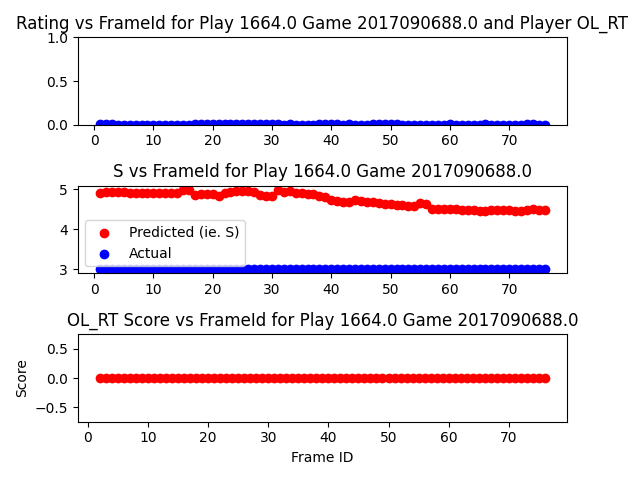 Rating vs FrameId for Play 1664.0 Game 2017090688.0 and Player OL_RT
1.0
0.5
0.0
0 10 20 30 40 50 60 70
S vs FrameId for Play 1664.0 Game 2017090688.0
5
4
3
Predicted (ie. S)
Actual
0 10 20 30 40 50 60 70
OL_RT Score vs FrameId for Play 1664.0 Game 2017090688.0
Score
0.5
0.0
−0.5
0 10 20 30 40 50 60 70
Frame ID